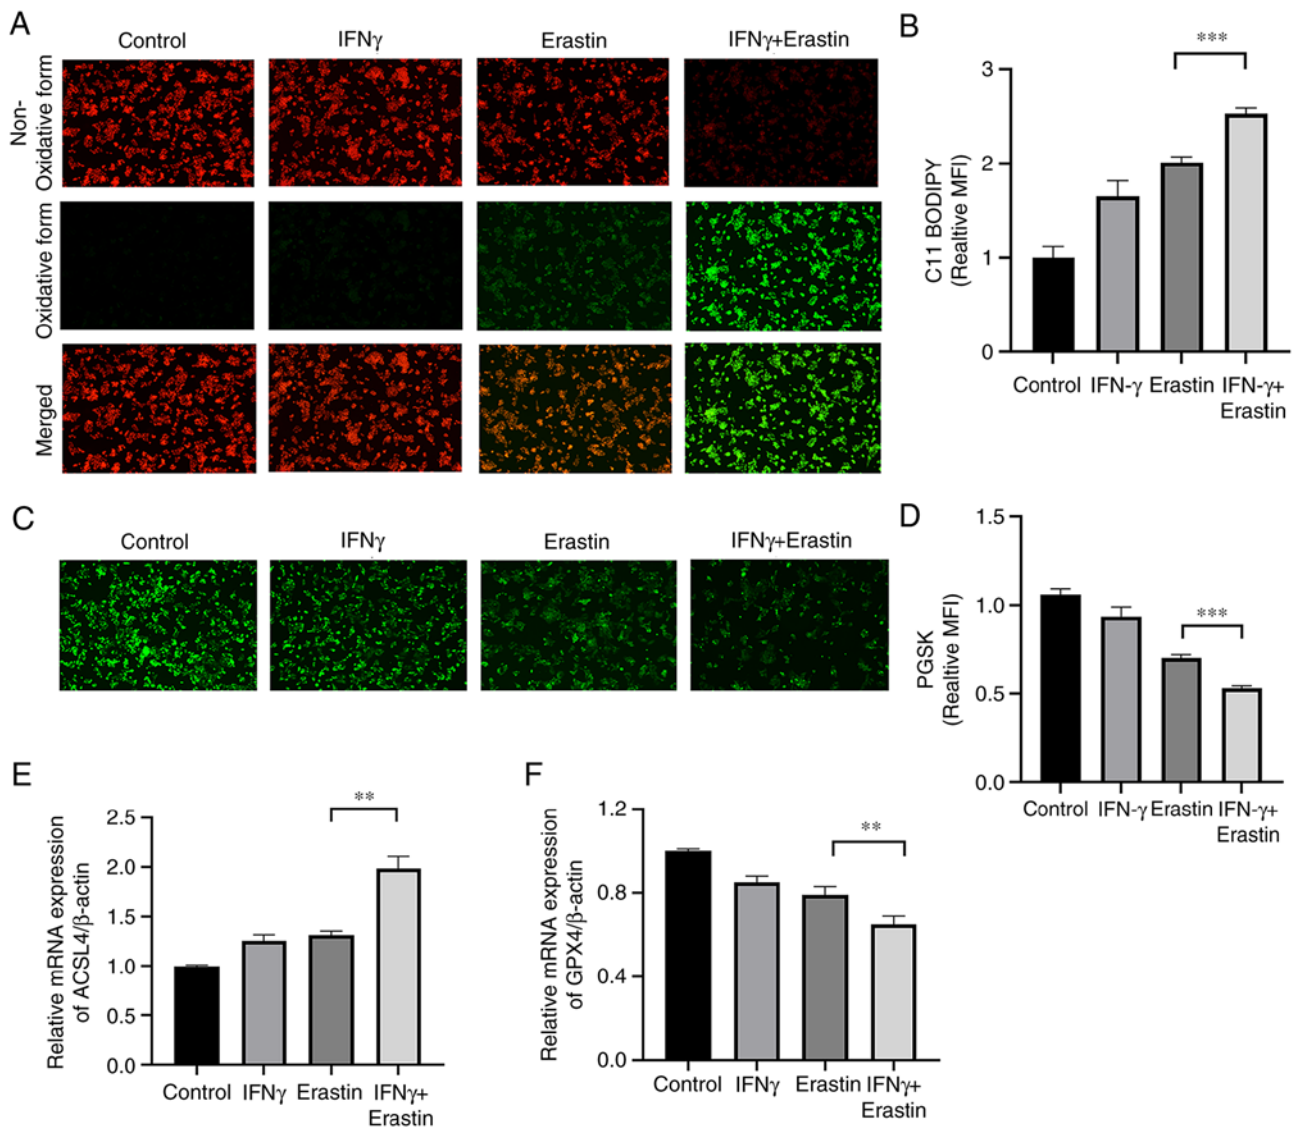 A
Control
IFNγ
Erastin
IFNγ+Erastin
Non-
Oxidative form
Oxidative form
Merged
B
***
C11 BODIPY
(Realtive MFI)
3
2
1
0
Control
IFN-γ
Erastin
IFN-γ+
Erastin
C
Control
IFNγ
Erastin
IFNγ+Erastin
D
***
PGSK
(Realtive MFI)
1.5
1.0
0.5
0.0
Control
IFN-γ
Erastin
IFN-γ+
Erastin
E
**
Relative mRNA expression
of ACSL4/β-actin
2.5
2.0
1.5
1.0
0.5
0.0
Control
IFNγ
Erastin
IFNγ+
Erastin
F
**
Relative mRNA expression
of GPX4/β-actin
1.2
0.8
0.4
0.0
Control
IFNγ
Erastin
IFNγ+
Erastin